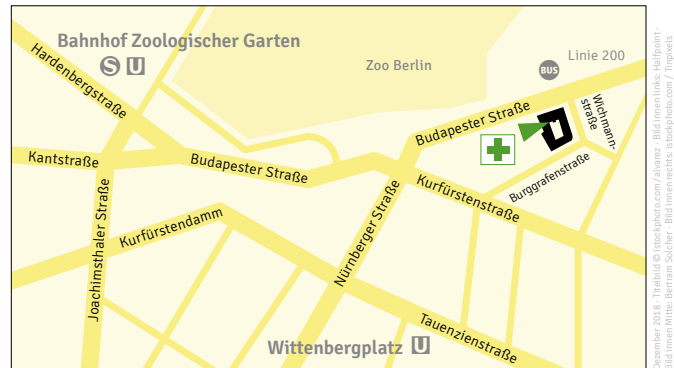 Bahnhof Zoologischer Garten
S U
Zoo Berlin
Linie 200
BUS
Hardenbergstraße
Budapester Straße
Wichmann-
straße
Kantstraße
Budapester Straße
Burggrafenstraße
Kurfürstenstraße
Joachimsthaler Straße
Kurfürstendamm
Nürnberger Straße
Tauenzienstraße
Wittenbergplatz U
Dezember 2018 · Titelbild © istockphoto.com/alvarez · Bild innen links: Halfpoint ·
Bild innen Mitte: Bertram Solcher · Bild innen rechts: istockphoto.com / Tinpixels